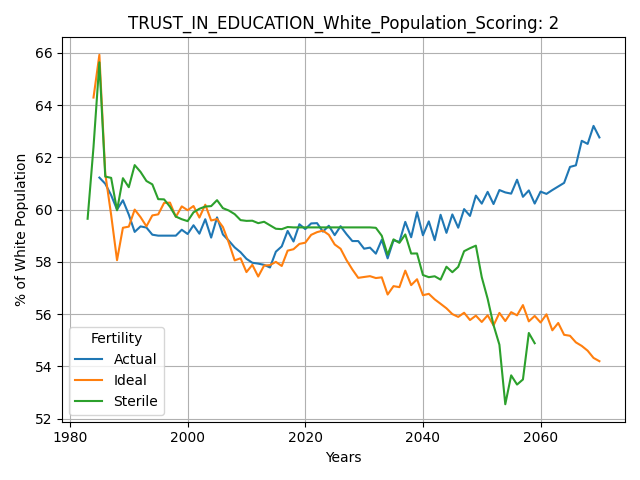 TRUST_IN_EDUCATION_White_Population_Scoring: 2
66
64
62
60
58
56
54
52
% of White Population
Fertility
Actual
Ideal
Sterile
1980
2000
2020
2040
2060
Years